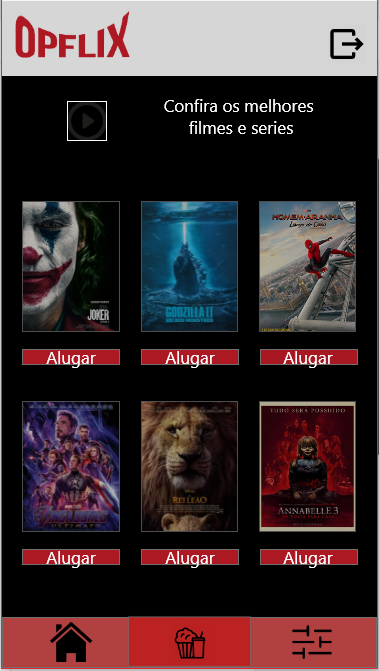 OPFLIX
Confira os melhores
filmes e series
JOKER
GODZILLA II
HOMEM-ARANHA
Longe de Casa
Alugar
Alugar
Alugar
REI LEÃO
TUDO SERÁ POSSUÍDO
ANNABELLE 3
Alugar
Alugar
Alugar